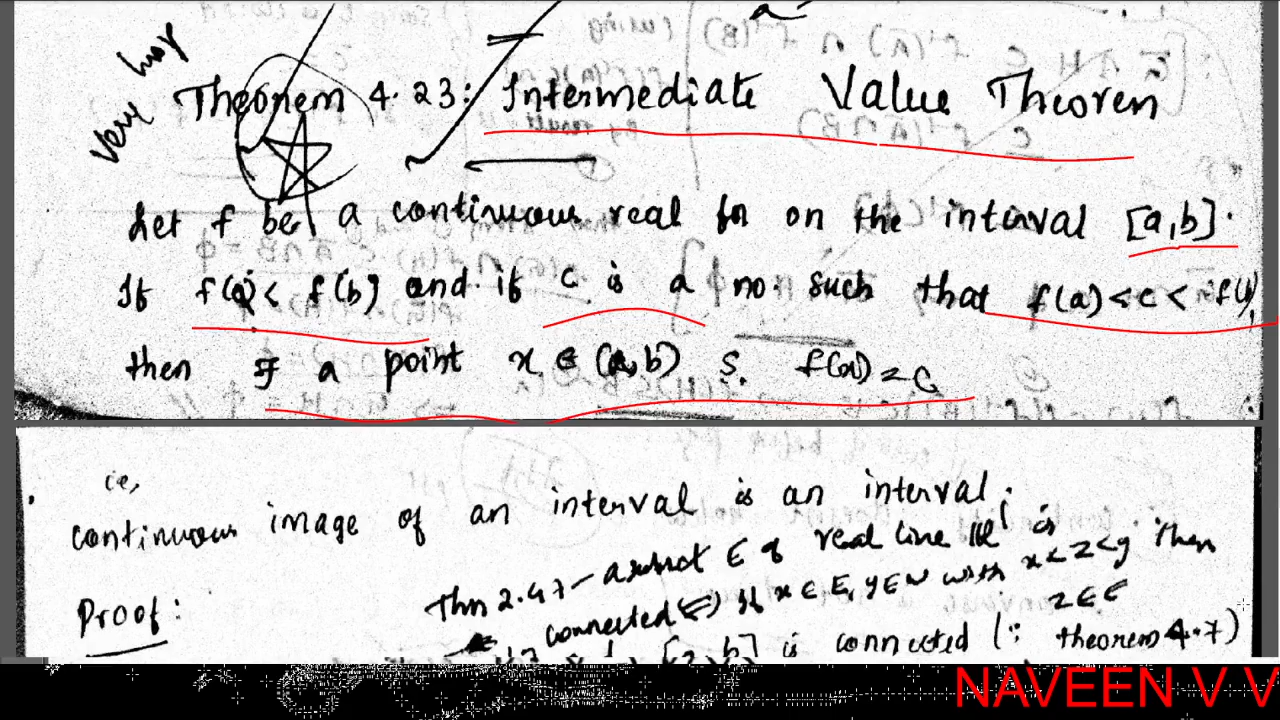 Very Imp
Theorem 4.23: Intermediate Value Theorem
Let f be a continuous real fn on the interval [a,b].
If f(a) < f(b) and if c is a no. such that f(a) < c < f(b),
then ∃ a point x ∈ (a,b) s. f(x) = c
ie,
continuous image of an interval is an interval.
Thm 2.47 – a subset E of real line ℝ¹ is
connected ⇔ If x ∈ E, y ∈ E with x < z < y then
z ∈ E
Proof:
[a, b] is connected (∵ theorem 4.7)
NAVEEN V V